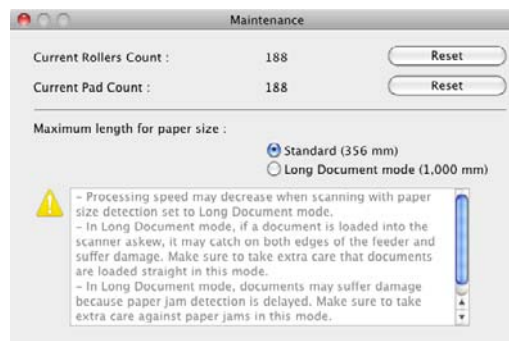 Maintenance
Current Rollers Count : 188 Reset
Current Pad Count : 188 Reset
Maximum length for paper size :
Standard (356 mm)
Long Document mode (1,000 mm)
– Processing speed may decrease when scanning with paper
size detection set to Long Document mode.
– In Long Document mode, if a document is loaded into the
scanner askew, it may catch on both edges of the feeder and
suffer damage. Make sure to take extra care that documents
are loaded straight in this mode.
– In Long Document mode, documents may suffer damage
because paper jam detection is delayed. Make sure to take
extra care against paper jams in this mode.